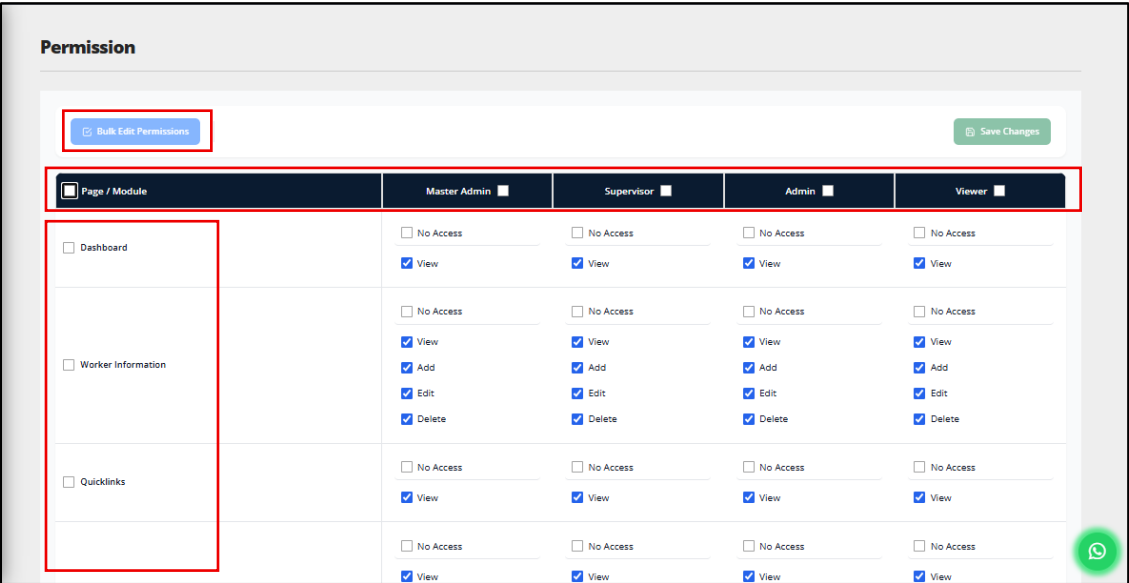 Permission
Bulk Edit Permissions Save Changes
Page / Module Master Admin Supervisor Admin Viewer
No Access No Access No Access No Access
Dashboard
View View View View
No Access No Access No Access No Access
View View View View
Worker Information Add Add Add Add
Edit Edit Edit Edit
Delete Delete Delete Delete
No Access No Access No Access No Access
Quicklinks
View View View View
No Access No Access No Access No Access
View View View View